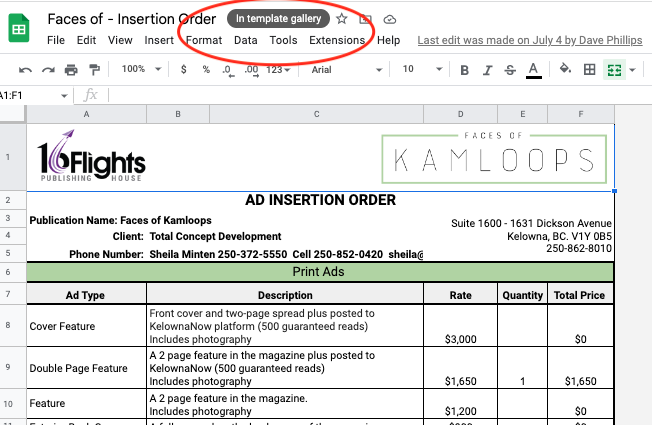 Faces of - Insertion Order In template gallery
File Edit View Insert Format Data Tools Extensions Help Last edit was made on July 4 by Dave Phillips
100% $ % .0 .00 123 Arial 10 B I S A
A1:F1 fx
A B C D E F
1 16Flights
PUBLISHING HOUSE
FACES OF
KAMLOOPS
2 AD INSERTION ORDER
3 Publication Name: Faces of Kamloops Suite 1600 - 1631 Dickson Avenue
4 Client: Total Concept Development Kelowna, BC. V1Y 0B5
5 Phone Number: Sheila Minten 250-372-5550 Cell 250-852-0420 sheila@ 250-862-8010
6 Print Ads
7 Ad Type Description Rate Quantity Total Price
Front cover and two-page spread plus posted to
8 Cover Feature KelownaNow platform (500 guaranteed reads)
Includes photography $3,000 $0
A 2 page feature in the magazine plus posted to
9 Double Page Feature KelownaNow (500 guaranteed reads)
Includes photography $1,650 1 $1,650
10 Feature A 2 page feature in the magazine.
Includes photography $1,200 $0